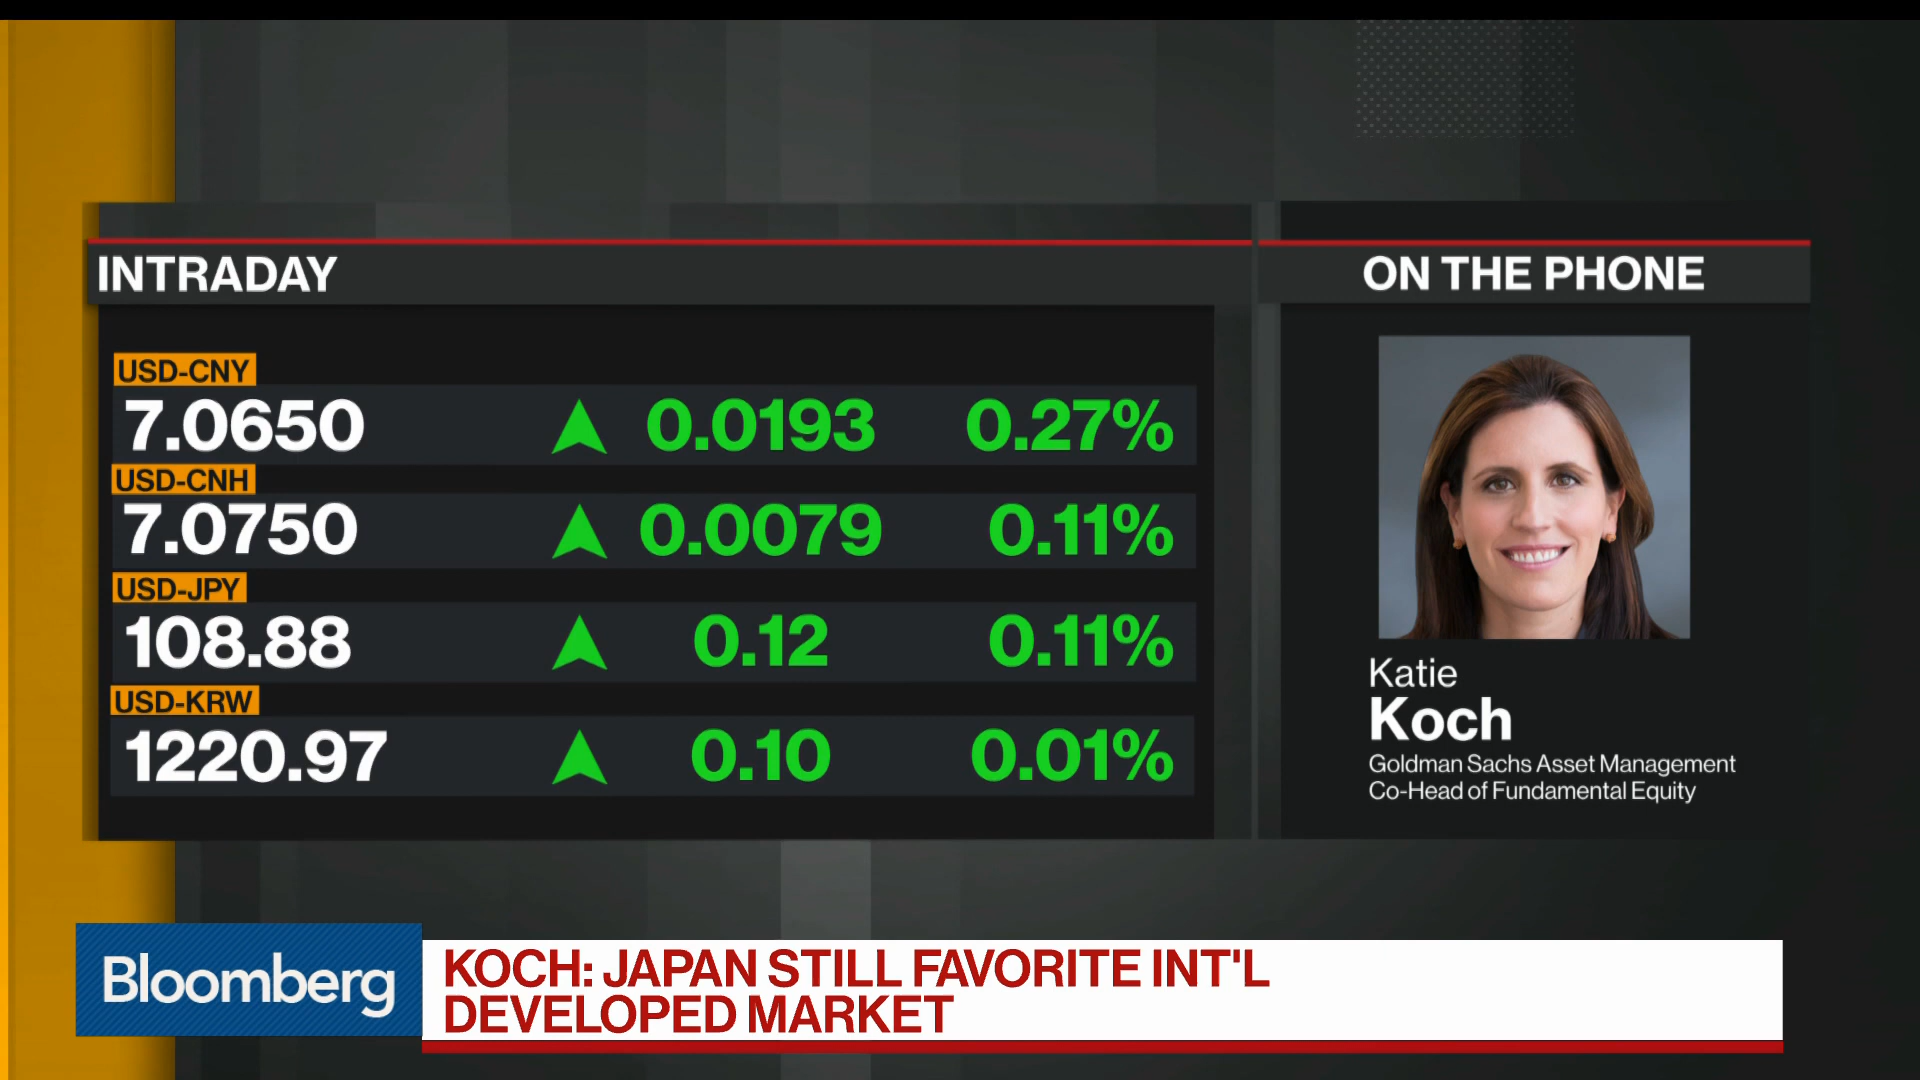 INTRADAY
USD-CNY
7.0650 ▲ 0.0193 0.27%
USD-CNH
7.0750 ▲ 0.0079 0.11%
USD-JPY
108.88 ▲ 0.12 0.11%
USD-KRW
1220.97 ▲ 0.10 0.01%
ON THE PHONE
Katie
Koch
Goldman Sachs Asset Management
Co-Head of Fundamental Equity
Bloomberg
KOCH: JAPAN STILL FAVORITE INT'L
DEVELOPED MARKET